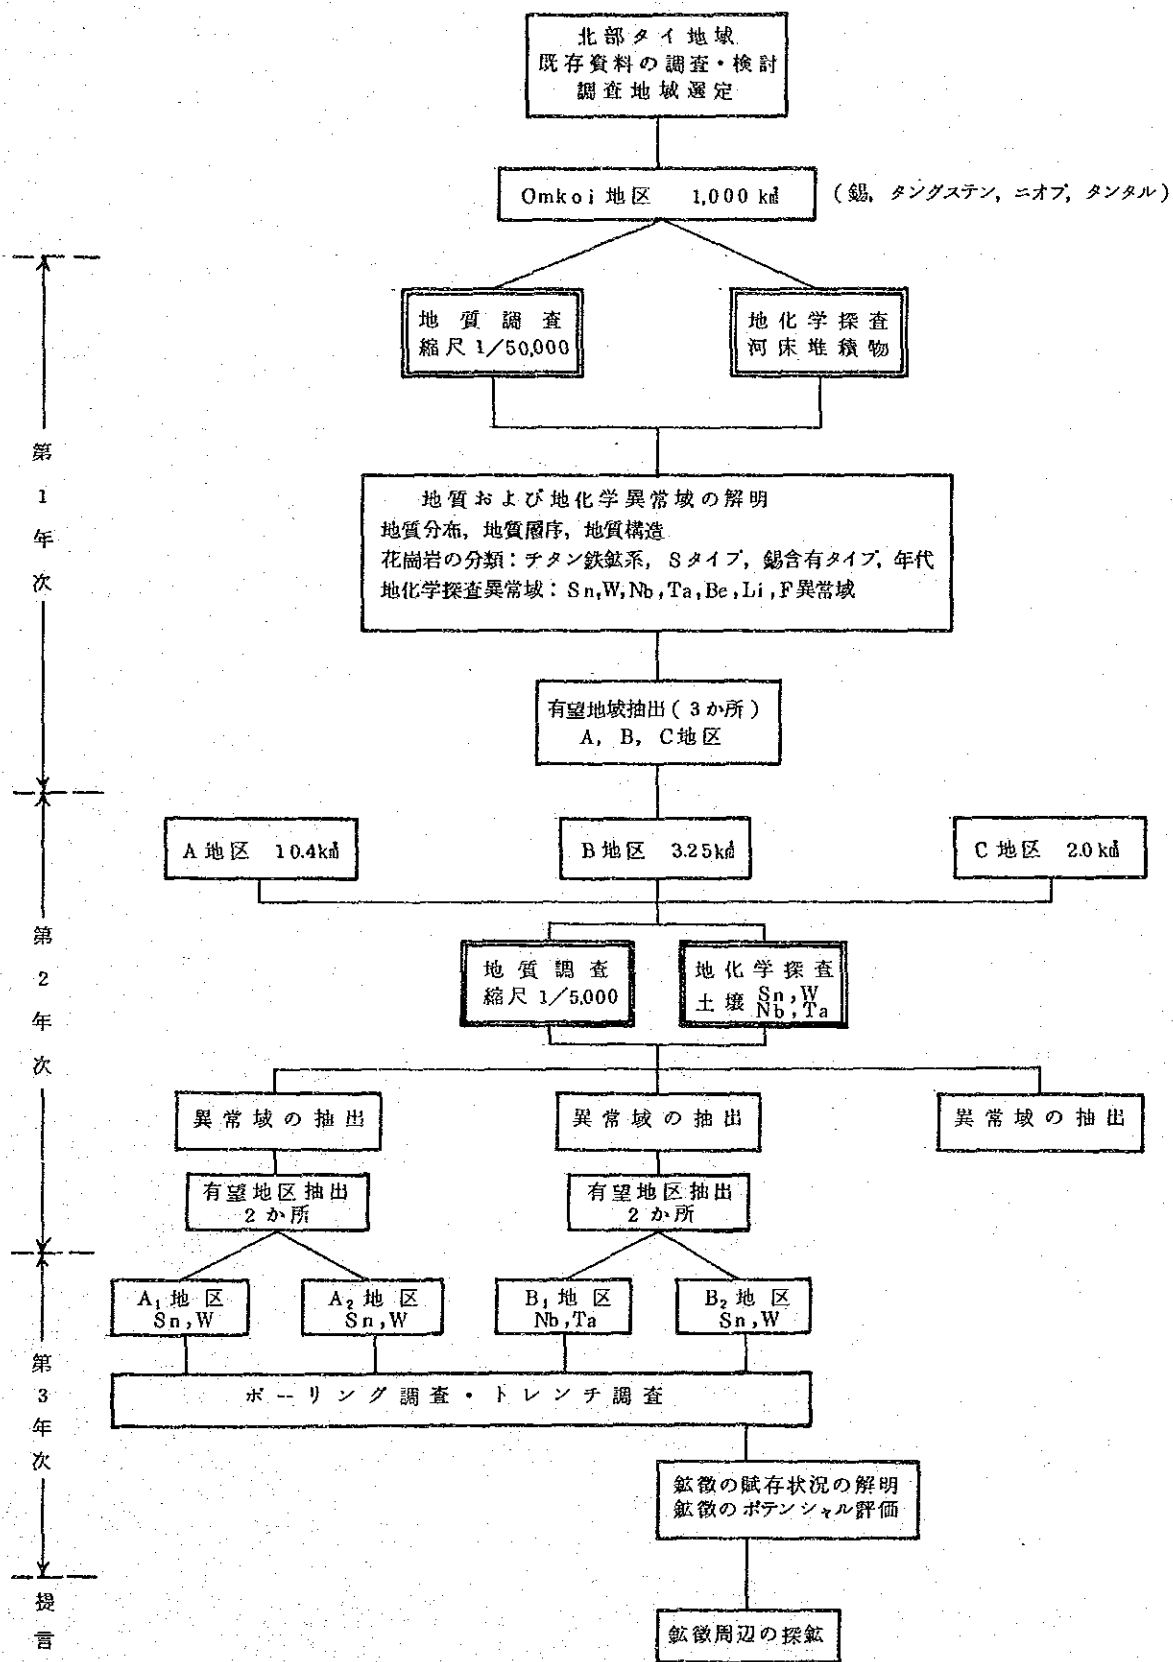 北部タイ地域
既存資料の調査・検討
調査地域選定
Omkoi 地区 1,000 ㎢
(錫, タングステン, ニオブ, タンタル)
地質調査
縮尺 1/50,000
地化学探査
河床堆積物
第1年次
地質および地化学異常域の解明
地質分布, 地質層序, 地質構造
花崗岩の分類：チタン鉄鉱系, Sタイプ, 錫含有タイプ, 年代
地化学探査異常域：Sn,W,Nb,Ta,Be,Li,F異常域
有望地域抽出(3か所)
A, B, C地区
第2年次
A地区 10.4㎢
B地区 3.25㎢
C地区 2.0㎢
地質調査
縮尺 1/5,000
地化学探査
土壌 Sn,W
Nb,Ta
異常域の抽出
異常域の抽出
異常域の抽出
有望地区抽出
2か所
有望地区抽出
2か所
第3年次
A₁地区
Sn,W
A₂地区
Sn,W
B₁地区
Nb,Ta
B₂地区
Sn,W
ボーリング調査・トレンチ調査
鉱徴の賦存状況の解明
鉱徴のポテンシャル評価
提言
鉱徴周辺の探鉱